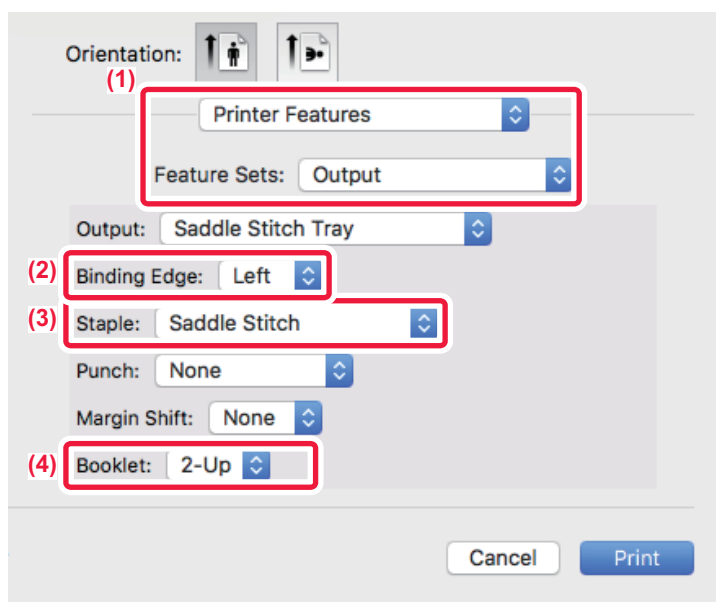 Orientation:
(1)
Printer Features
Feature Sets: Output
Output: Saddle Stitch Tray
(2) Binding Edge: Left
(3) Staple: Saddle Stitch
Punch: None
Margin Shift: None
(4) Booklet: 2-Up
Cancel Print